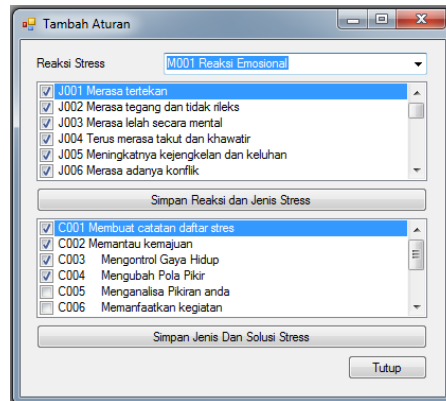 Tambah Aturan
Reaksi Stress M001 Reaksi Emosional
J001 Merasa tertekan
J002 Merasa tegang dan tidak rileks
J003 Merasa lelah secara mental
J004 Terus merasa takut dan khawatir
J005 Meningkatnya kejengkelan dan keluhan
J006 Merasa adanya konflik
Simpan Reaksi dan Jenis Stress
C001 Membuat catatan daftar stres
C002 Memantau kemajuan
C003 Mengontrol Gaya Hidup
C004 Mengubah Pola Pikir
C005 Menganalisa Pikiran anda
C006 Memanfaatkan kegiatan
Simpan Jenis Dan Solusi Stress
Tutup